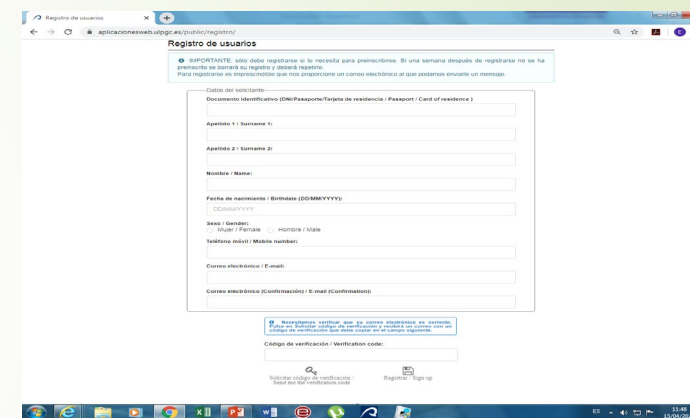 Registro de usuarios
aplicacionesweb.ulpgc.es/public/registro/
Registro de usuarios
IMPORTANTE: sólo debe registrarse si lo necesita para preinscribirse. Si una semana después de registrarse no se ha
preinscrito se borrará su registro y deberá repetirlo.
Para registrarse es imprescindible que nos proporcione un correo electrónico al que podamos enviarle un mensaje.
Datos del solicitante
Documento identificativo (DNI/Pasaporte/Tarjeta de residencia / Passport / Card of residence )
Apellido 1 / Surname 1:
Apellido 2 / Surname 2:
Nombre / Name:
Fecha de nacimiento / Birthdate (DD/MM/YYYY):
DD/MM/YYYY
Sexo / Gender:
Mujer / Female Hombre / Male
Teléfono móvil / Mobile number:
Correo electrónico / E-mail:
Correo electrónico (Confirmación) / E-mail (Confirmation):
Necesitamos verificar que su correo electrónico es correcto.
Pulse en Solicitar código de verificación y recibirá un correo con un
código de verificación que debe copiar en el campo siguiente.
Código de verificación / Verification code:
Solicitar código de verificación / Registrar / Sign up
Send me the verification code
ES 11:48
15/04/20